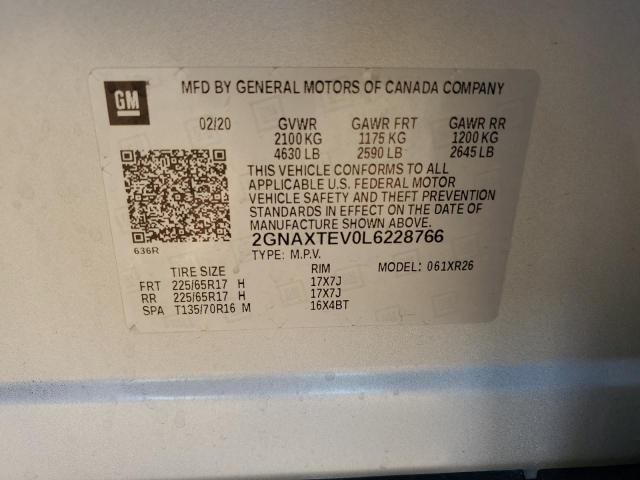 GM
MFD BY GENERAL MOTORS OF CANADA COMPANY
02/20 GVWR GAWR FRT GAWR RR
2100 KG 1175 KG 1200 KG
4630 LB 2590 LB 2645 LB
THIS VEHICLE CONFORMS TO ALL
APPLICABLE U.S. FEDERAL MOTOR
VEHICLE SAFETY AND THEFT PREVENTION
STANDARDS IN EFFECT ON THE DATE OF
MANUFACTURE SHOWN ABOVE.
2GNAXTEV0L6228766
636R
TYPE: M.P.V.
TIRE SIZE RIM MODEL: 061XR26
FRT 225/65R17 H 17X7J
RR 225/65R17 H 17X7J
SPA T135/70R16 M 16X4BT